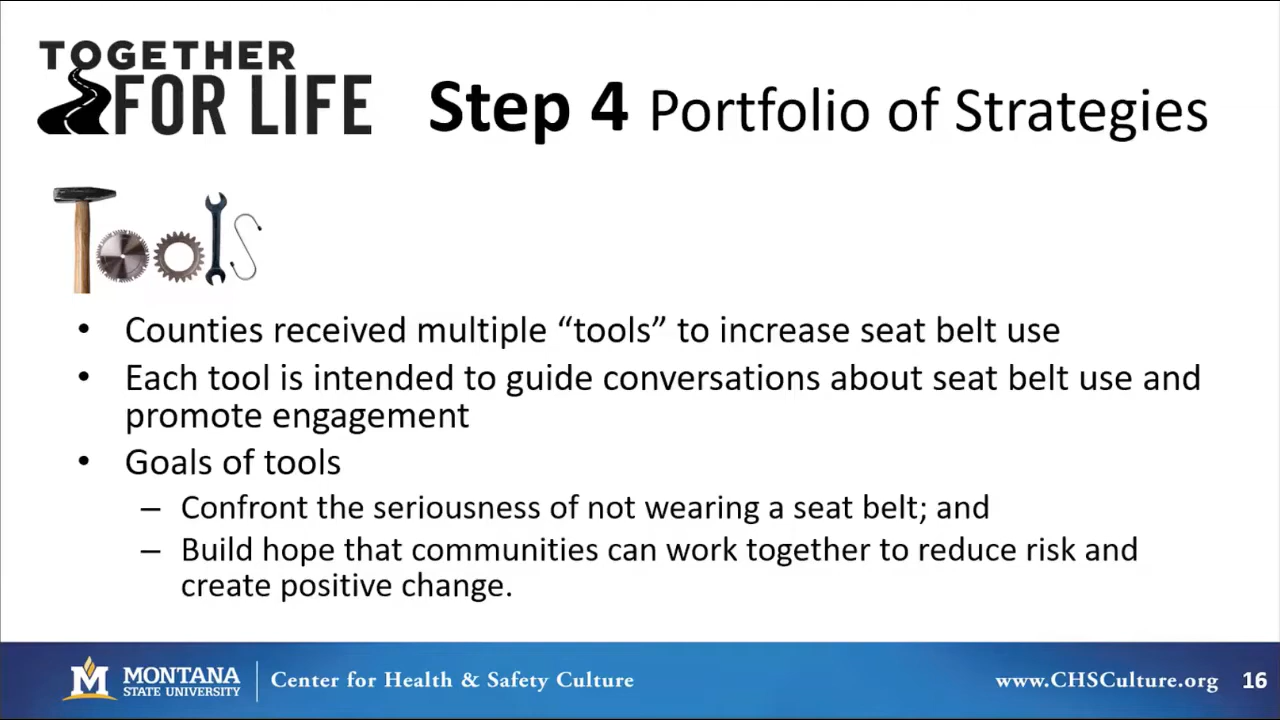 TOGETHER
FOR LIFE
Step 4 Portfolio of Strategies
Tools
• Counties received multiple “tools” to increase seat belt use
• Each tool is intended to guide conversations about seat belt use and
promote engagement
• Goals of tools
– Confront the seriousness of not wearing a seat belt; and
– Build hope that communities can work together to reduce risk and
create positive change.
M MONTANA
STATE UNIVERSITY
Center for Health & Safety Culture
www.CHSCulture.org 16